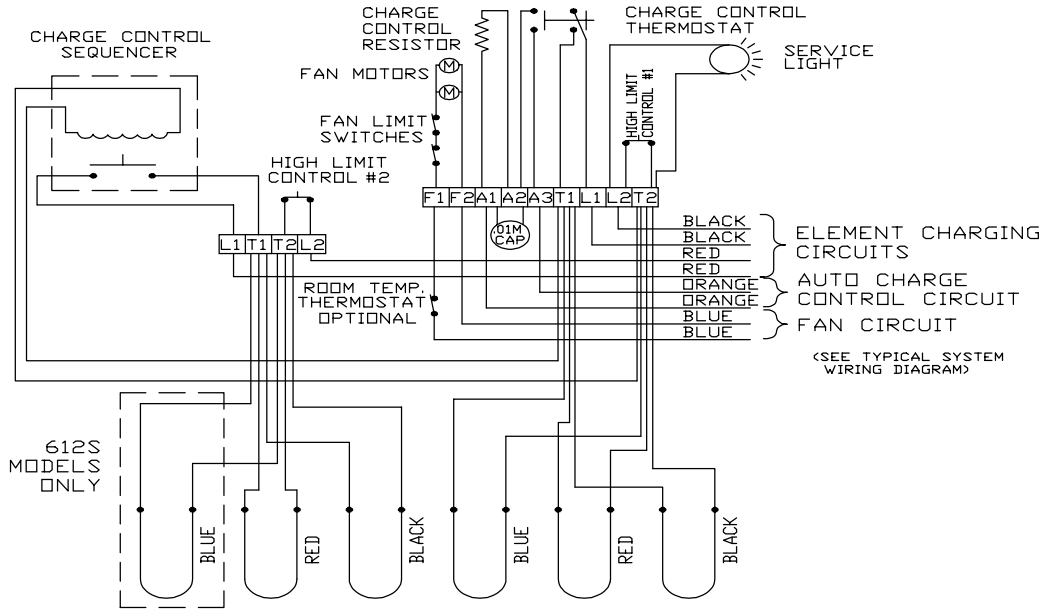 CHARGE CONTROL
SEQUENCER
CHARGE
CONTROL
RESISTOR
FAN MOTORS
M
M
FAN LIMIT
SWITCHES
CHARGE CONTROL
THERMOSTAT
SERVICE
LIGHT
HIGH LIMIT
CONTROL #1
HIGH LIMIT
CONTROL #2
F1 F2 A1 A2 A3 T1 L1 L2 T2
.01M
CAP
L1 T1 T2 L2
BLACK
BLACK
RED
RED
ORANGE
ORANGE
BLUE
BLUE
ELEMENT CHARGING
CIRCUITS
AUTO CHARGE
CONTROL CIRCUIT
FAN CIRCUIT
(SEE TYPICAL SYSTEM
WIRING DIAGRAM)
ROOM TEMP.
THERMOSTAT
OPTIONAL
612S
MODELS
ONLY
BLUE
RED
BLACK
BLUE
RED
BLACK